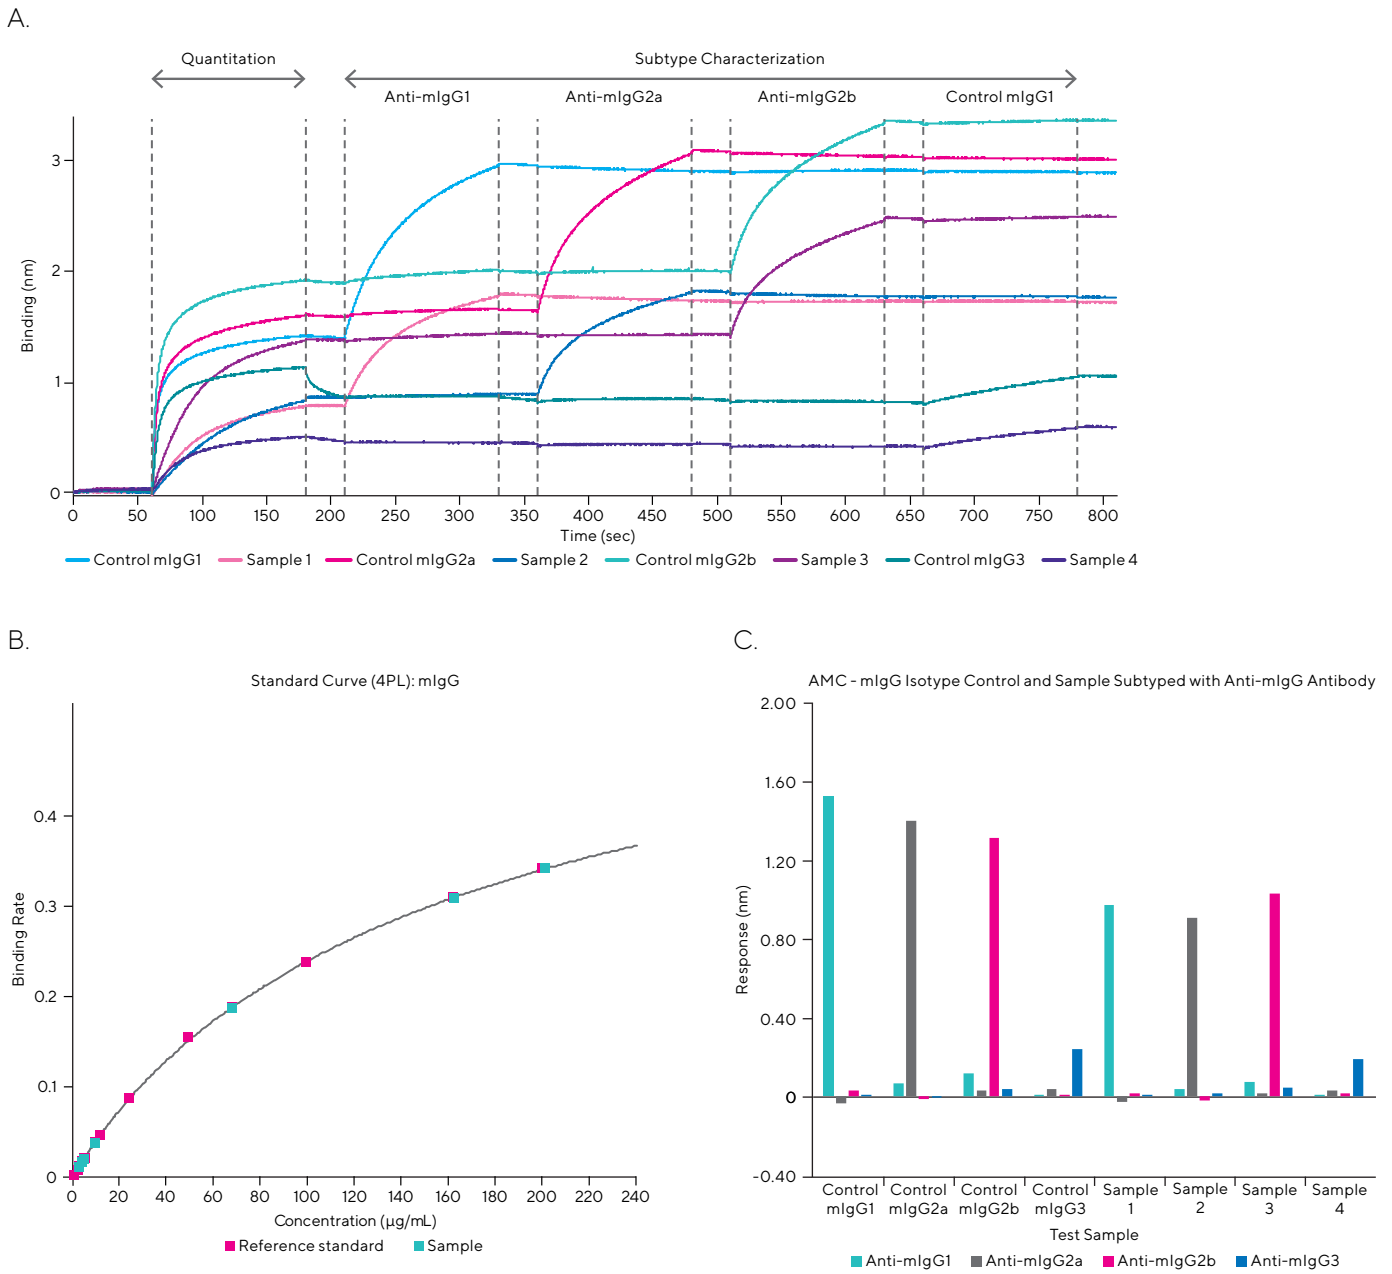 A.
Quantitation
Subtype Characterization
Anti-mIgG1
Anti-mIgG2a
Anti-mIgG2b
Control mIgG1
Binding (nm)
3
2
1
0
0 50 100 150 200 250 300 350 400 450 500 550 600 650 700 750 800
Time (sec)
Control mIgG1 Sample 1 Control mIgG2a Sample 2 Control mIgG2b Sample 3 Control mIgG3 Sample 4
B.
Standard Curve (4PL): mIgG
Binding Rate
0.4
0.3
0.2
0.1
0
0 20 40 60 80 100 120 140 160 180 200 220 240
Concentration (µg/mL)
Reference standard Sample
C.
AMC - mIgG Isotype Control and Sample Subtyped with Anti-mIgG Antibody
Response (nm)
2.00
1.60
1.20
0.80
0.40
0
-0.40
Control mIgG1
Control mIgG2a
Control mIgG2b
Control mIgG3
Sample 1
Sample 2
Sample 3
Sample 4
Test Sample
Anti-mIgG1 Anti-mIgG2a Anti-mIgG2b Anti-mIgG3